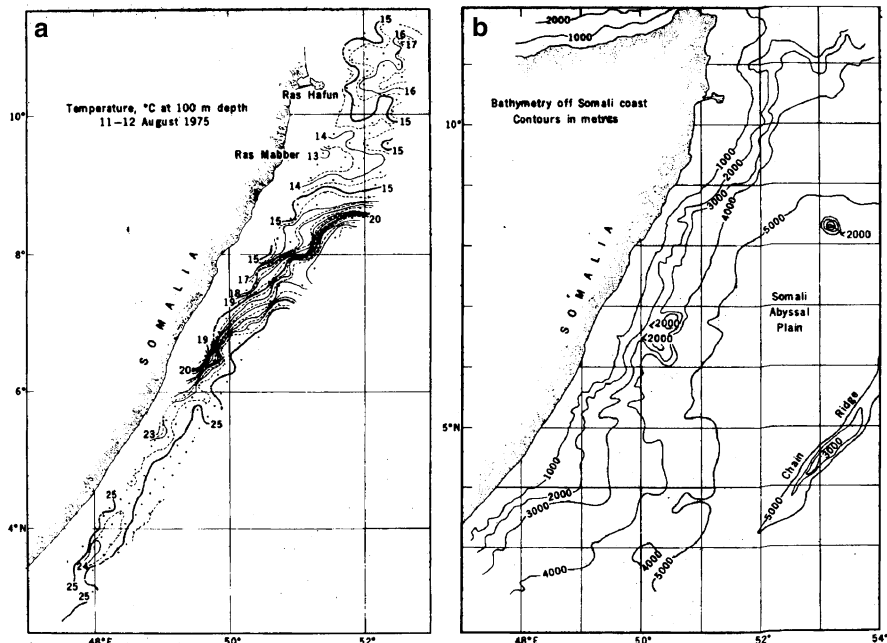 a
Temperature, °C at 100 m depth
11–12 August 1975
Ras Hafun
Ras Mabber
SOMALIA
15
16
17
16
15
15
14
13
14
15
15
20
15
17
18
19
19
20
25
23
25
24
25
25
10°
8°
6°
4°N
48°E
50°
52°
b
Bathymetry off Somali coast
Contours in metres
SOMALIA
Somali
Abyssal
Plain
Chain Ridge
2000
1000
1000
2000
3000
4000
5000
2000
2000
2000
3000
5000
1000
2000
3000
4000
4000
5000
10°
5°N
48°E
50°
52°
54°